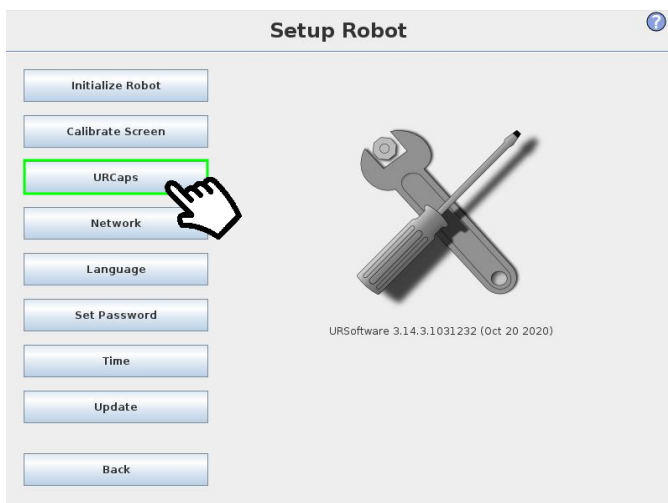 Setup Robot
?
Initialize Robot
Calibrate Screen
URCaps
Network
Language
Set Password
Time
Update
Back
URSoftware 3.14.3.1031232 (Oct 20 2020)